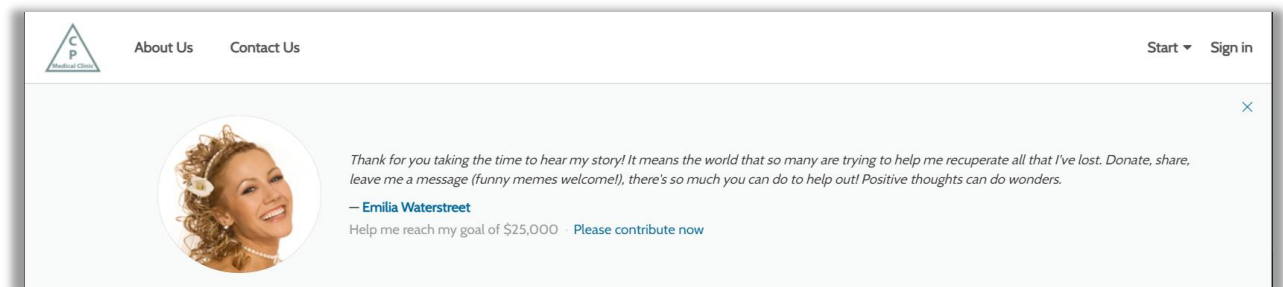 C
P
Medical Clinic
About Us Contact Us Start Sign in
Thank for you taking the time to hear my story! It means the world that so many are trying to help me recuperate all that I've lost. Donate, share,
leave me a message (funny memes welcome!), there's so much you can do to help out! Positive thoughts can do wonders.
— Emilia Waterstreet
Help me reach my goal of $25,000 · Please contribute now